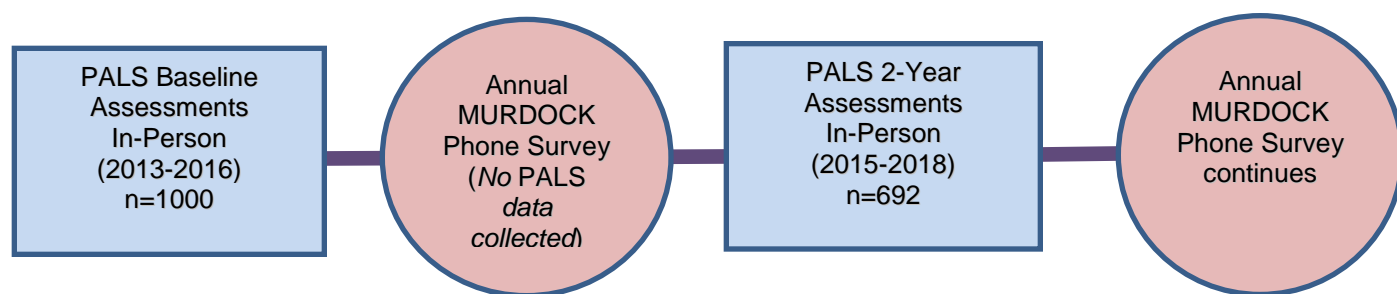 PALS Baseline
Assessments
In-Person
(2013-2016)
n=1000
Annual
MURDOCK
Phone Survey
(No PALS
data
collected)
PALS 2-Year
Assessments
In-Person
(2015-2018)
n=692
Annual
MURDOCK
Phone Survey
continues